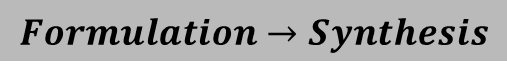 Formulation → Synthesis